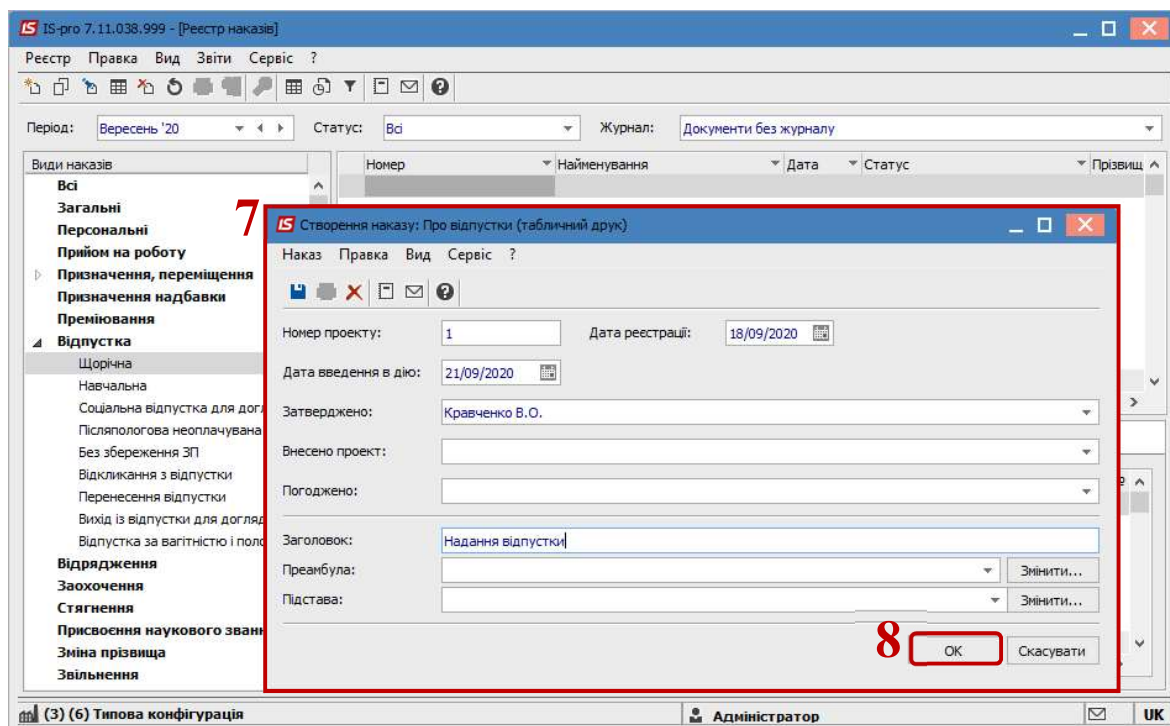 IS-pro 7.11.038.999 - [Реєстр наказів]
Реєстр Правка Вид Звіти Сервіс ?
Період: Вересень '20 Статус: Всі Журнал: Документи без журналу
Види наказів Номер Найменування Дата Статус Прізвищ
Всі
Загальні
Персональні
Прийом на роботу
Призначення, переміщення
Призначення надбавки
Преміювання
Відпустка
Щорічна
Навчальна
Соціальна відпустка для догл
Післяпологова неоплачувана
Без збереження ЗП
Відкликання з відпустки
Перенесення відпустки
Вихід із відпустки для догляд
Відпустка за вагітністю і поло
Відрядження
Заохочення
Стягнення
Присвоєння наукового званн
Зміна прізвища
Звільнення
7
Створення наказу: Про відпустки (табличний друк)
Наказ Правка Вид Сервіс ?
Номер проекту: 1 Дата реєстрації: 18/09/2020
Дата введення в дію: 21/09/2020
Затверджено: Кравченко В.О.
Внесено проект:
Погоджено:
Заголовок: Надання відпустки
Преамбула: Змінити...
Підстава: Змінити...
8 OK Скасувати
(3) (6) Типова конфігурація Адміністратор UK